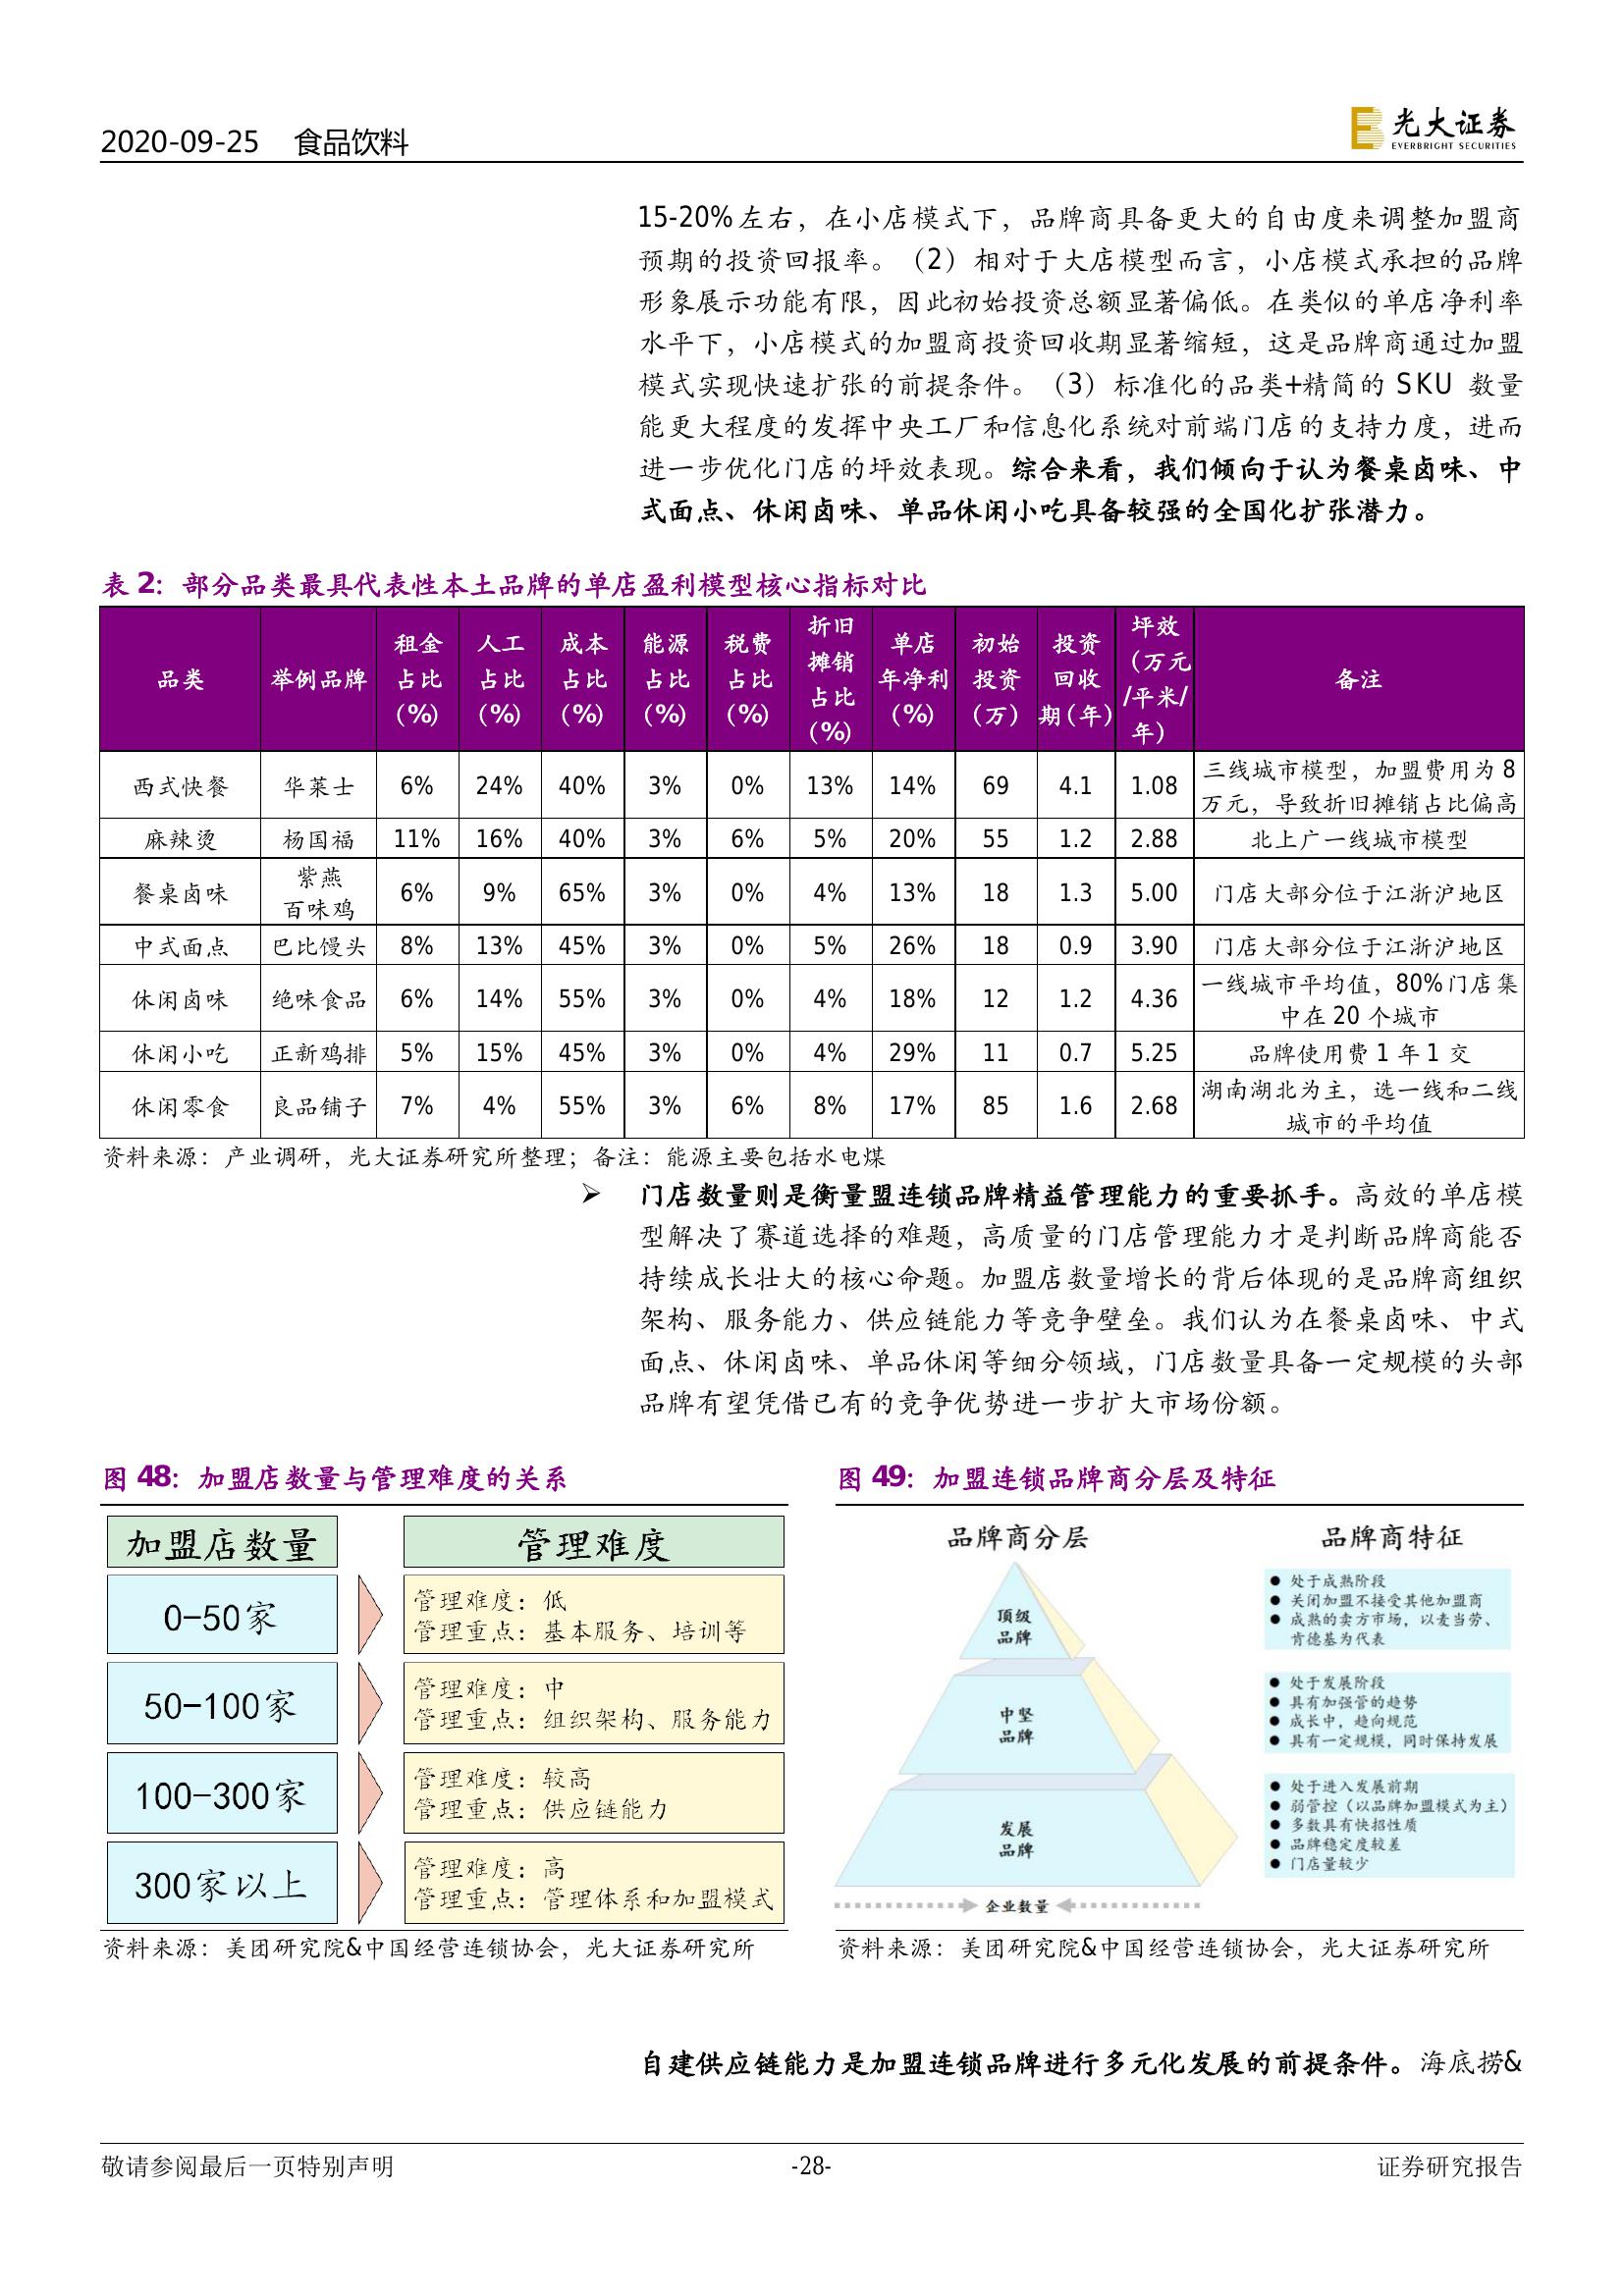 2020-09-25 食品饮料
光大证券
EVERBRIGHT SECURITIES
15-20%左右，在小店模式下，品牌商具备更大的自由度来调整加盟商
预期的投资回报率。（2）相对于大店模型而言，小店模式承担的品牌
形象展示功能有限，因此初始投资总额显著偏低。在类似的单店净利率
水平下，小店模式的加盟商投资回收期显著缩短，这是品牌商通过加盟
模式实现快速扩张的前提条件。（3）标准化的品类+精简的 SKU 数量
能更大程度的发挥中央工厂和信息化系统对前端门店的支持力度，进而
进一步优化门店的坪效表现。综合来看，我们倾向于认为餐桌卤味、中
式面点、休闲卤味、单品休闲小吃具备较强的全国化扩张潜力。
表 2：部分品类最具代表性本土品牌的单店盈利模型核心指标对比
品类 举例品牌 租金占比（%） 人工占比（%） 成本占比（%） 能源占比（%） 税费占比（%） 折旧摊销占比（%） 单店年净利（%） 初始投资（万） 投资回收期（年） 坪效（万元/平米/年） 备注
西式快餐 华莱士 6% 24% 40% 3% 0% 13% 14% 69 4.1 1.08 三线城市模型，加盟费用为 8 万元，导致折旧摊销占比偏高
麻辣烫 杨国福 11% 16% 40% 3% 6% 5% 20% 55 1.2 2.88 北上广一线城市模型
餐桌卤味 紫燕百味鸡 6% 9% 65% 3% 0% 4% 13% 18 1.3 5.00 门店大部分位于江浙沪地区
中式面点 巴比馒头 8% 13% 45% 3% 0% 5% 26% 18 0.9 3.90 门店大部分位于江浙沪地区
休闲卤味 绝味食品 6% 14% 55% 3% 0% 4% 18% 12 1.2 4.36 一线城市平均值，80%门店集中在 20 个城市
休闲小吃 正新鸡排 5% 15% 45% 3% 0% 4% 29% 11 0.7 5.25 品牌使用费 1 年 1 交
休闲零食 良品铺子 7% 4% 55% 3% 6% 8% 17% 85 1.6 2.68 湖南湖北为主，选一线和二线城市的平均值
资料来源：产业调研，光大证券研究所整理；备注：能源主要包括水电煤
➢ 门店数量则是衡量盟连锁品牌精益管理能力的重要抓手。高效的单店模
型解决了赛道选择的难题，高质量的门店管理能力才是判断品牌商能否
持续成长壮大的核心命题。加盟店数量增长的背后体现的是品牌商组织
架构、服务能力、供应链能力等竞争壁垒。我们认为在餐桌卤味、中式
面点、休闲卤味、单品休闲等细分领域，门店数量具备一定规模的头部
品牌有望凭借已有的竞争优势进一步扩大市场份额。
图 48：加盟店数量与管理难度的关系
加盟店数量 管理难度
0-50家
管理难度：低
管理重点：基本服务、培训等
50-100家
管理难度：中
管理重点：组织架构、服务能力
100-300家
管理难度：较高
管理重点：供应链能力
300家以上
管理难度：高
管理重点：管理体系和加盟模式
资料来源：美团研究院&中国经营连锁协会，光大证券研究所
图 49：加盟连锁品牌商分层及特征
品牌商分层 品牌商特征
顶级
品牌
● 处于成熟阶段
● 关闭加盟不接受其他加盟商
● 成熟的卖方市场，以麦当劳、
肯德基为代表
中坚
品牌
● 处于发展阶段
● 具有加强管的趋势
● 成长中，趋向规范
● 具有一定规模，同时保持发展
发展
品牌
● 处于进入发展前期
● 弱管控（以品牌加盟模式为主）
● 多数具有快招性质
● 品牌稳定度较差
● 门店量较少
企业数量
资料来源：美团研究院&中国经营连锁协会，光大证券研究所
自建供应链能力是加盟连锁品牌进行多元化发展的前提条件。海底捞&
敬请参阅最后一页特别声明 -28- 证券研究报告